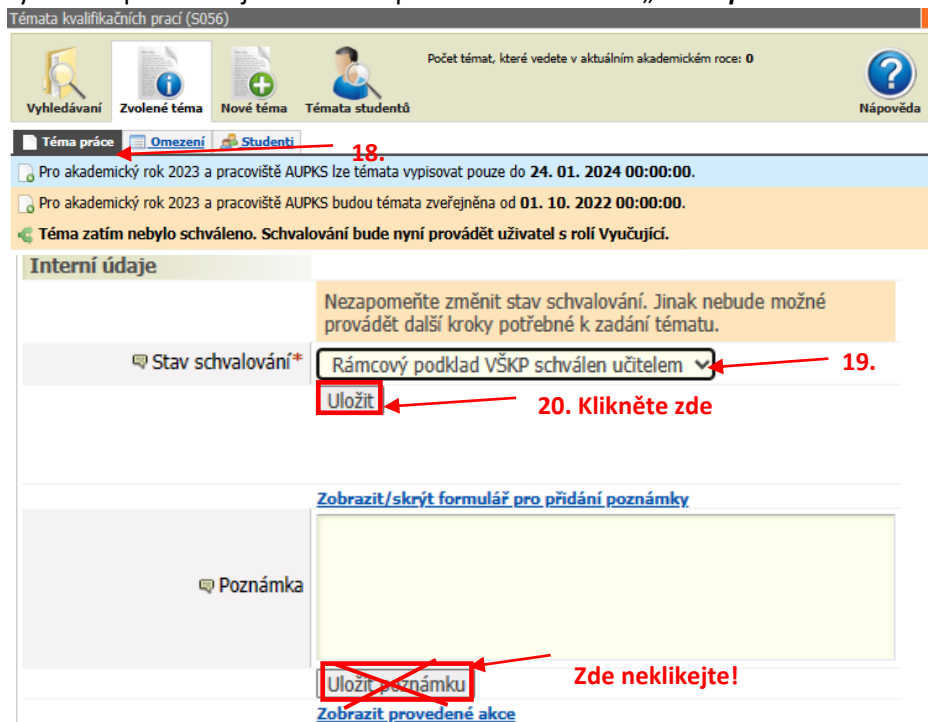 Témata kvalifikačních prací (S056)
Počet témat, které vedete v aktuálním akademickém roce: 0
Vyhledávaní Zvolené téma Nové téma Témata studentů Nápověda
Téma práce Omezení Studenti
18.
Pro akademický rok 2023 a pracoviště AUPKS lze témata vypisovat pouze do 24. 01. 2024 00:00:00.
Pro akademický rok 2023 a pracoviště AUPKS budou témata zveřejněna od 01. 10. 2022 00:00:00.
Téma zatím nebylo schváleno. Schvalování bude nyní provádět uživatel s rolí Vyučující.
Interní údaje
Nezapomeňte změnit stav schvalování. Jinak nebude možné
provádět další kroky potřebné k zadání tématu.
Stav schvalování* Rámcový podklad VŠKP schválen učitelem 19.
Uložit 20. Klikněte zde
Zobrazit/skrýt formulář pro přidání poznámky
Poznámka
Uložit poznámku Zde neklikejte!
Zobrazit provedené akce